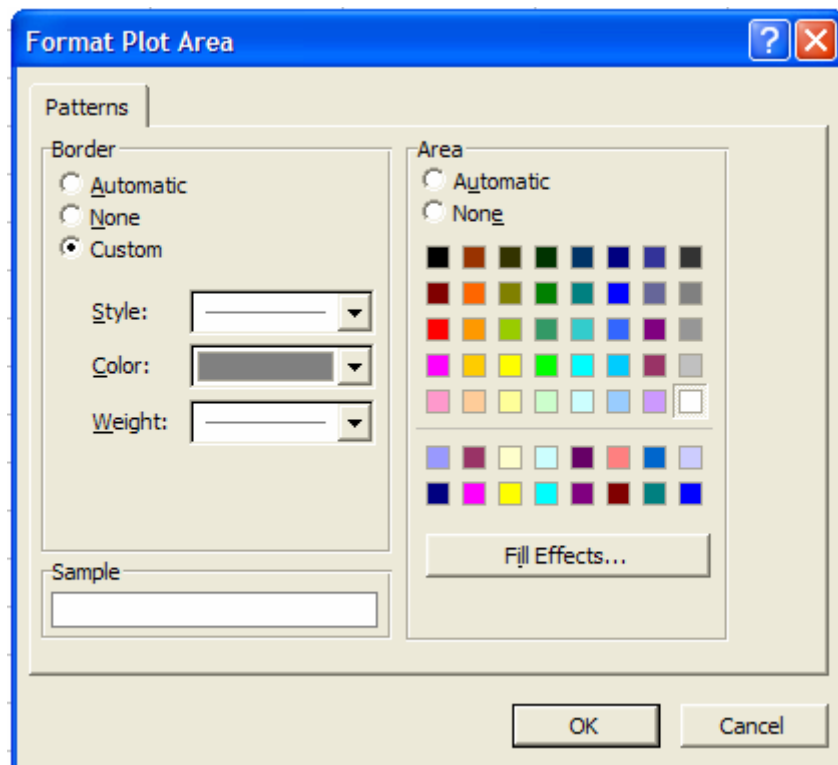 Format Plot Area
?
Patterns
Border
Automatic
None
Custom
Style:
Color:
Weight:
Sample
Area
Automatic
None
Fill Effects...
OK
Cancel